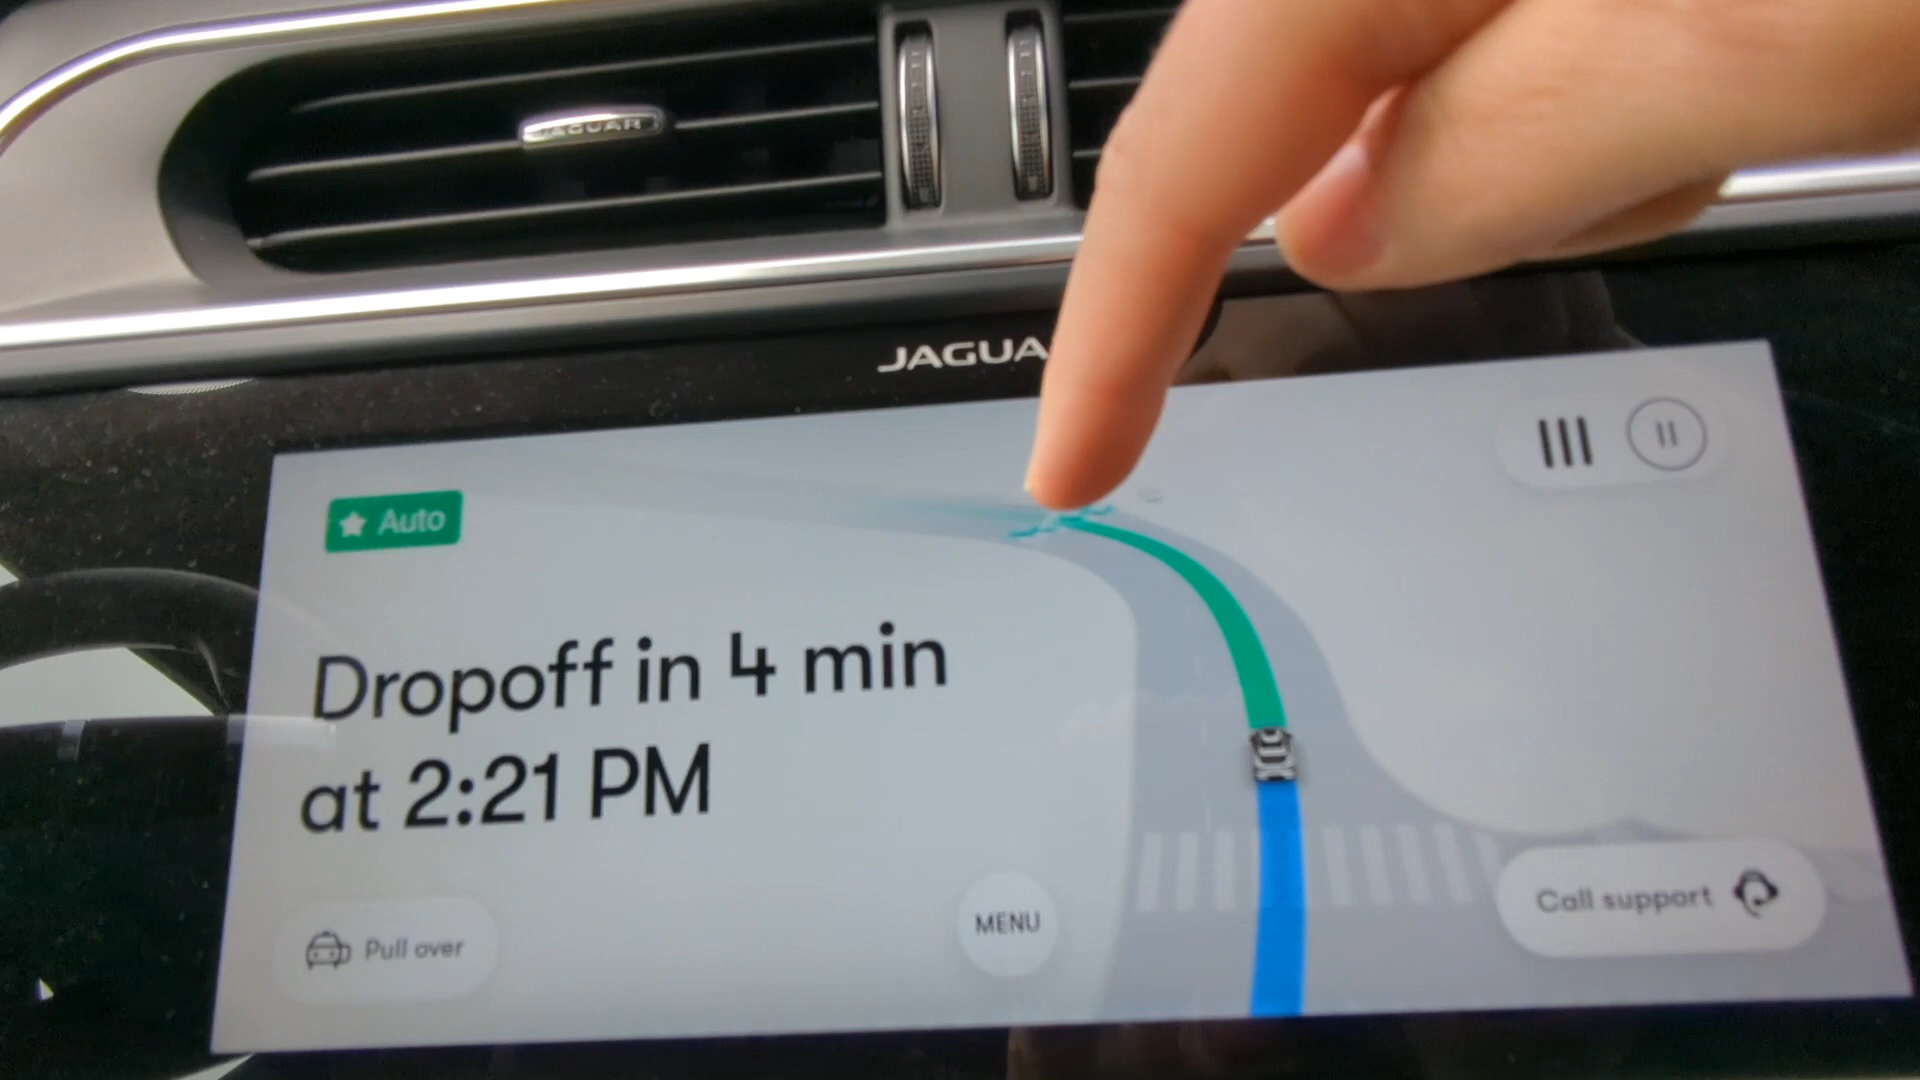 JAGUAR
JAGUA
Auto
Dropoff in 4 min
at 2:21 PM
Pull over
MENU
Call support